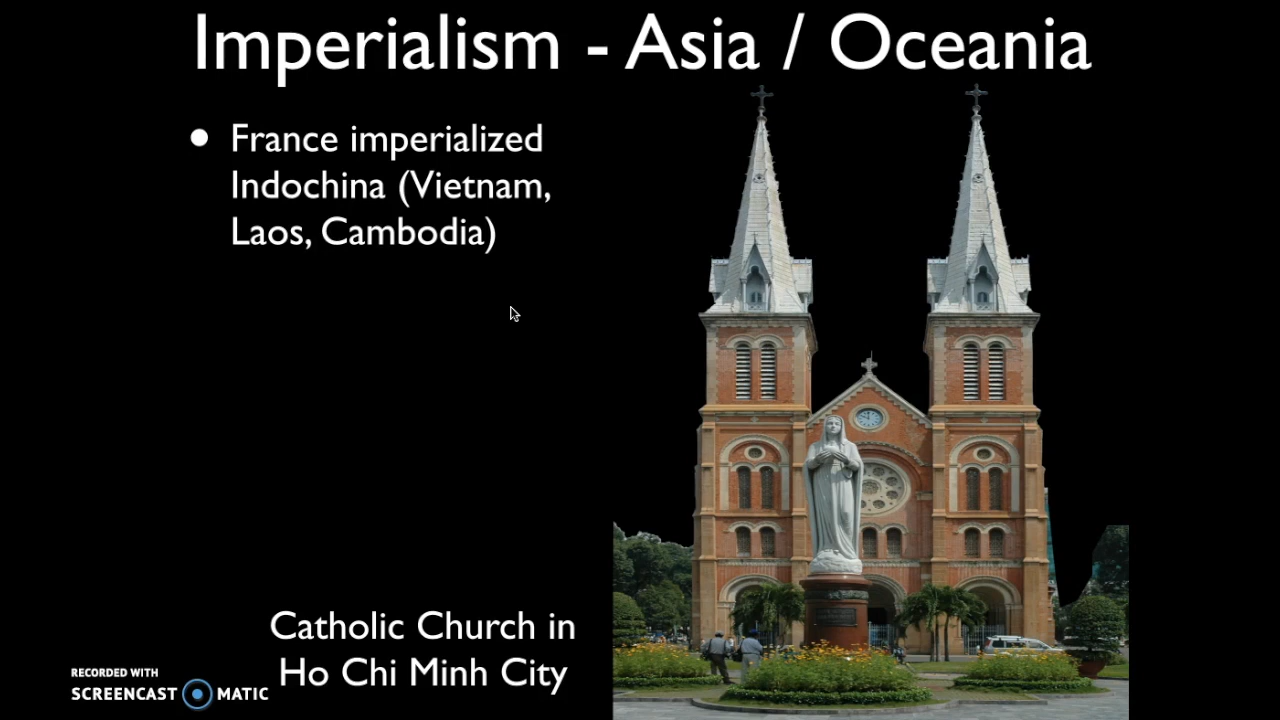 Imperialism - Asia / Oceania
• France imperialized
Indochina (Vietnam,
Laos, Cambodia)
Catholic Church in
Ho Chi Minh City
RECORDED WITH
SCREENCAST MATIC